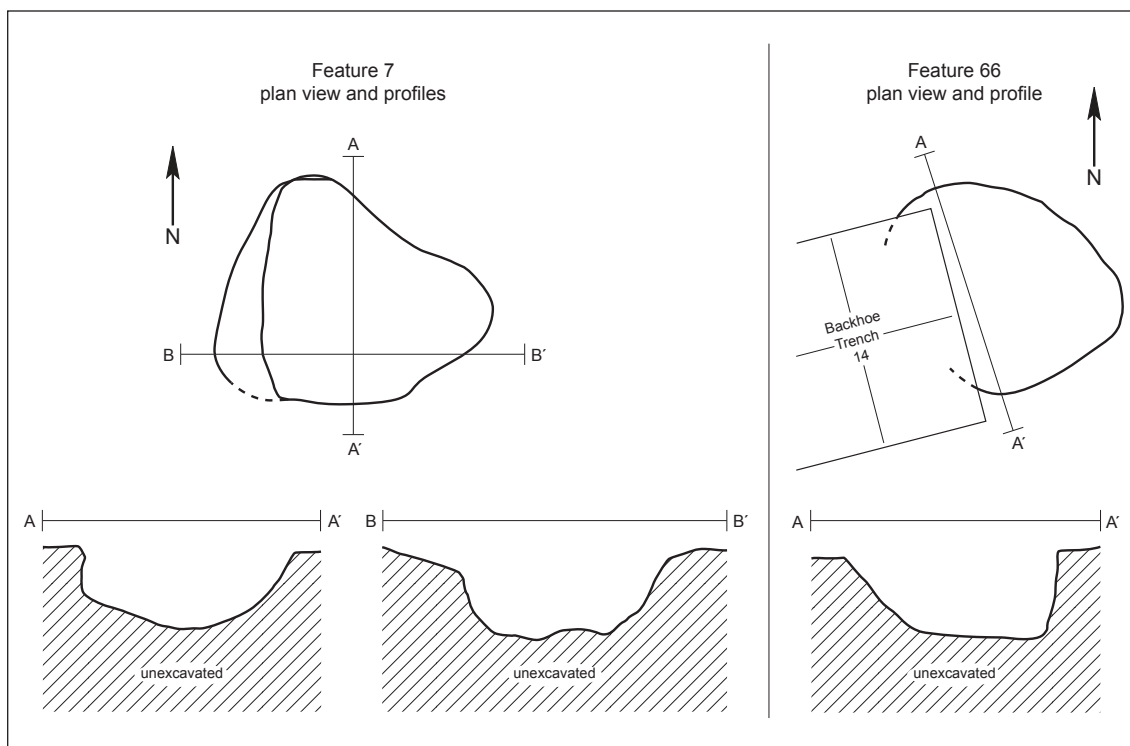 Feature 7
plan view and profiles
A
N
B
B′
A′
A
A′
unexcavated
B
B′
unexcavated
Feature 66
plan view and profile
A
N
Backhoe
Trench
14
A′
A
A′
unexcavated